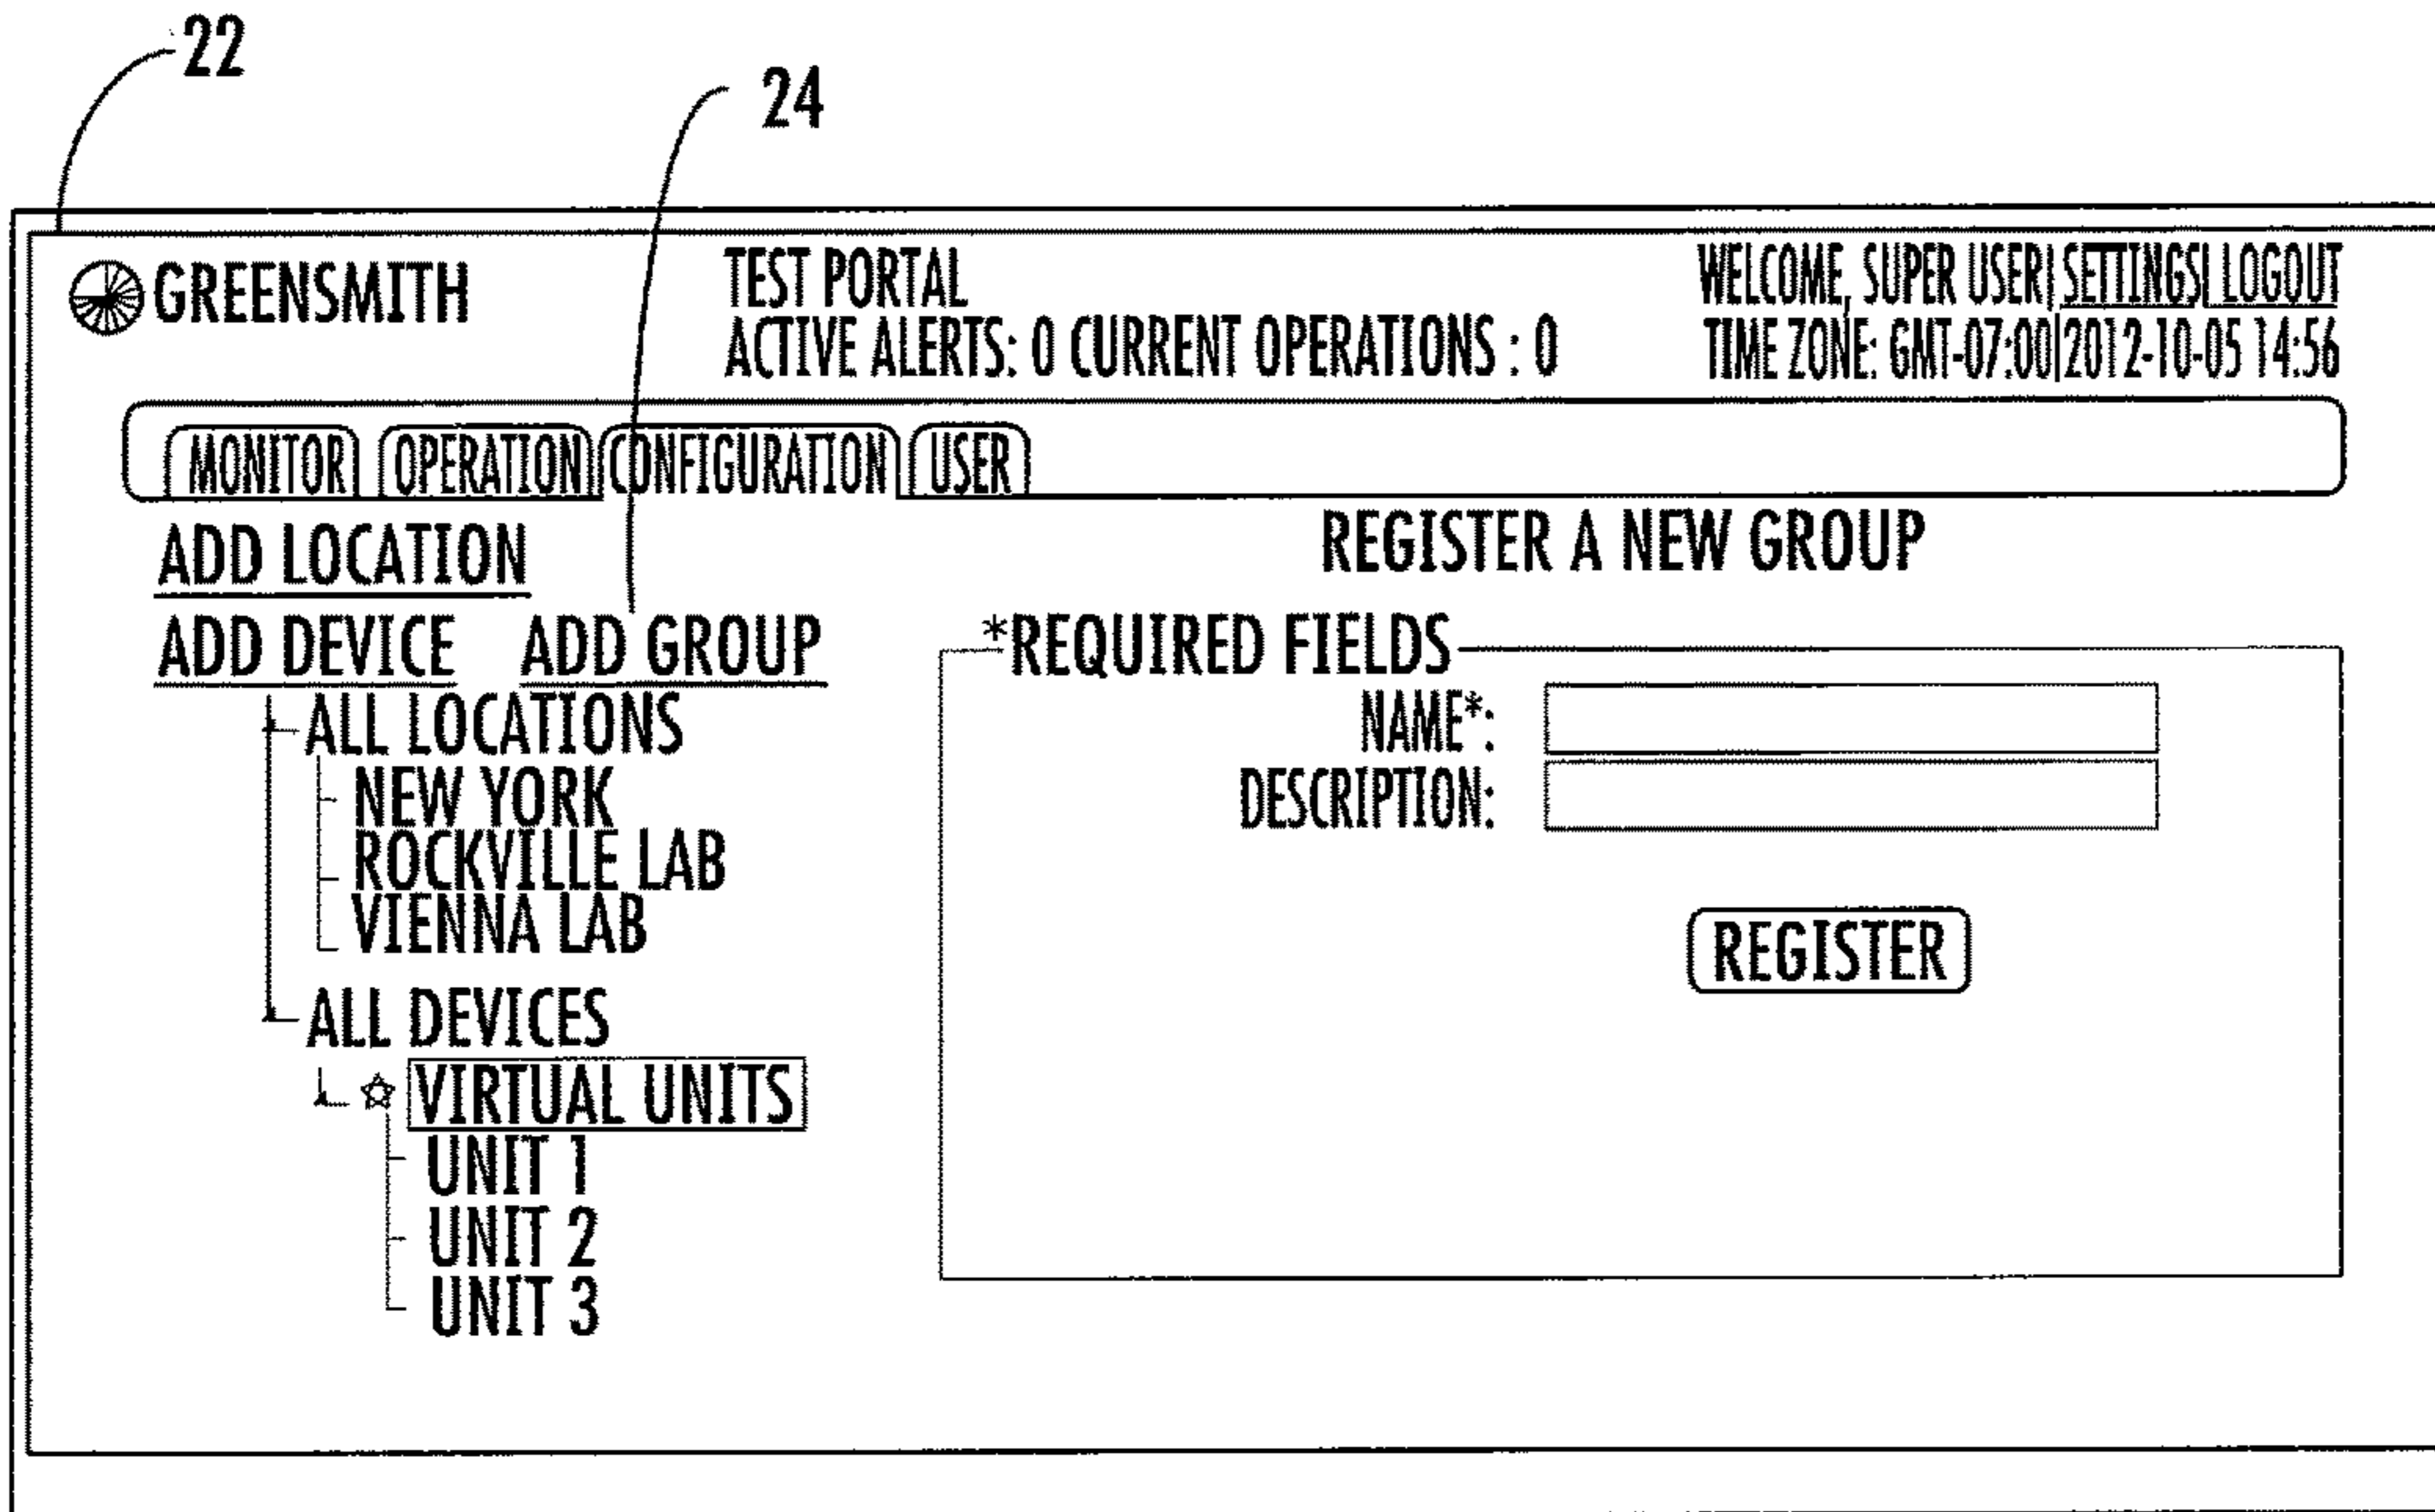 22
24
GREENSMITH
TEST PORTAL
ACTIVE ALERTS: 0 CURRENT OPERATIONS : 0
WELCOME, SUPER USER| SETTINGS| LOGOUT
TIME ZONE: GMT-07:00|2012-10-05 14:56
MONITOR OPERATION CONFIGURATION USER
ADD LOCATION
ADD DEVICE ADD GROUP
ALL LOCATIONS
NEW YORK
ROCKVILLE LAB
VIENNA LAB
ALL DEVICES
VIRTUAL UNITS
UNIT 1
UNIT 2
UNIT 3
REGISTER A NEW GROUP
*REQUIRED FIELDS
NAME*:
DESCRIPTION:
REGISTER